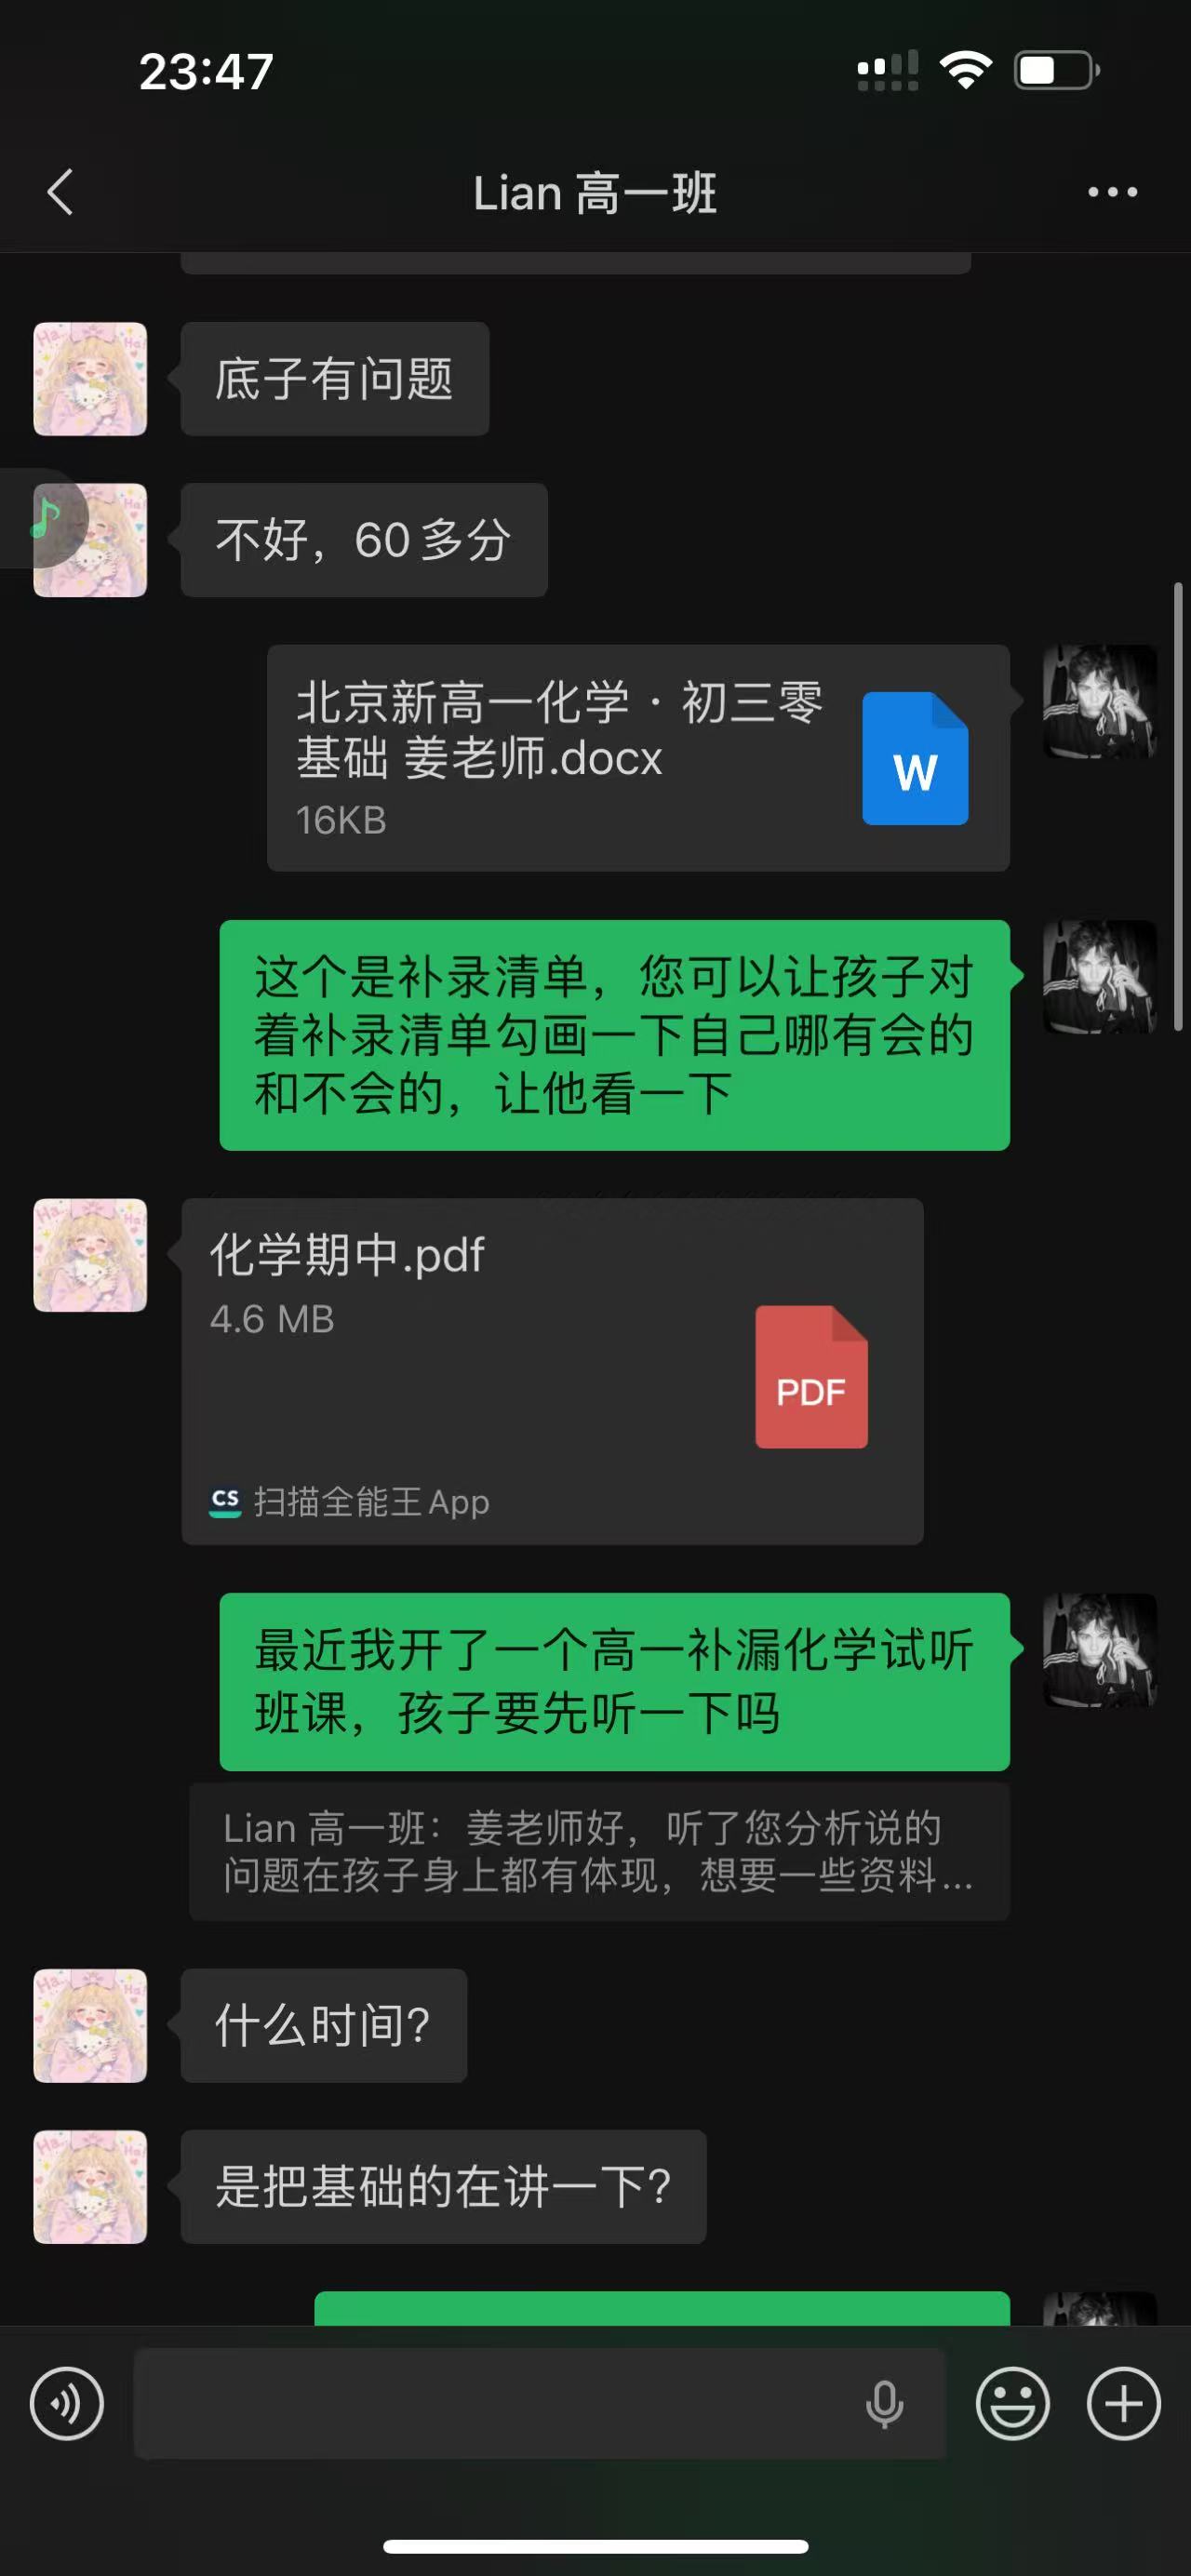 23:47
Lian 高一班
底子有问题
不好，60多分
北京新高一化学 · 初三零
基础 姜老师.docx
16KB
W
这个是补录清单，您可以让孩子对
着补录清单勾画一下自己哪有会的
和不会的，让他看一下
化学期中.pdf
4.6 MB
PDF
CS 扫描全能王App
最近我开了一个高一补漏化学试听
班课，孩子要先听一下吗
Lian 高一班：姜老师好，听了您分析说的
问题在孩子身上都有体现，想要一些资料...
什么时间?
是把基础的在讲一下?